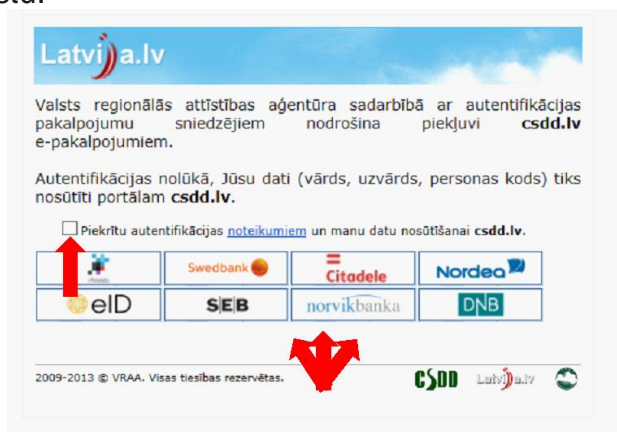 Latvija.lv
Valsts reģionālās attīstības aģentūra sadarbībā ar autentifikācijas
pakalpojumu sniedzējiem nodrošina piekļuvi csdd.lv
e-pakalpojumiem.
Autentifikācijas nolūkā, Jūsu dati (vārds, uzvārds, personas kods) tiks
nosūtīti portālam csdd.lv.
Piekrītu autentifikācijas noteikumiem un manu datu nosūtīšanai csdd.lv.
Swedbank Citadele Nordea
eID SEB norvikbanka DNB
2009-2013 © VRAA. Visas tiesības rezervētas. CSDD Latvija.lv